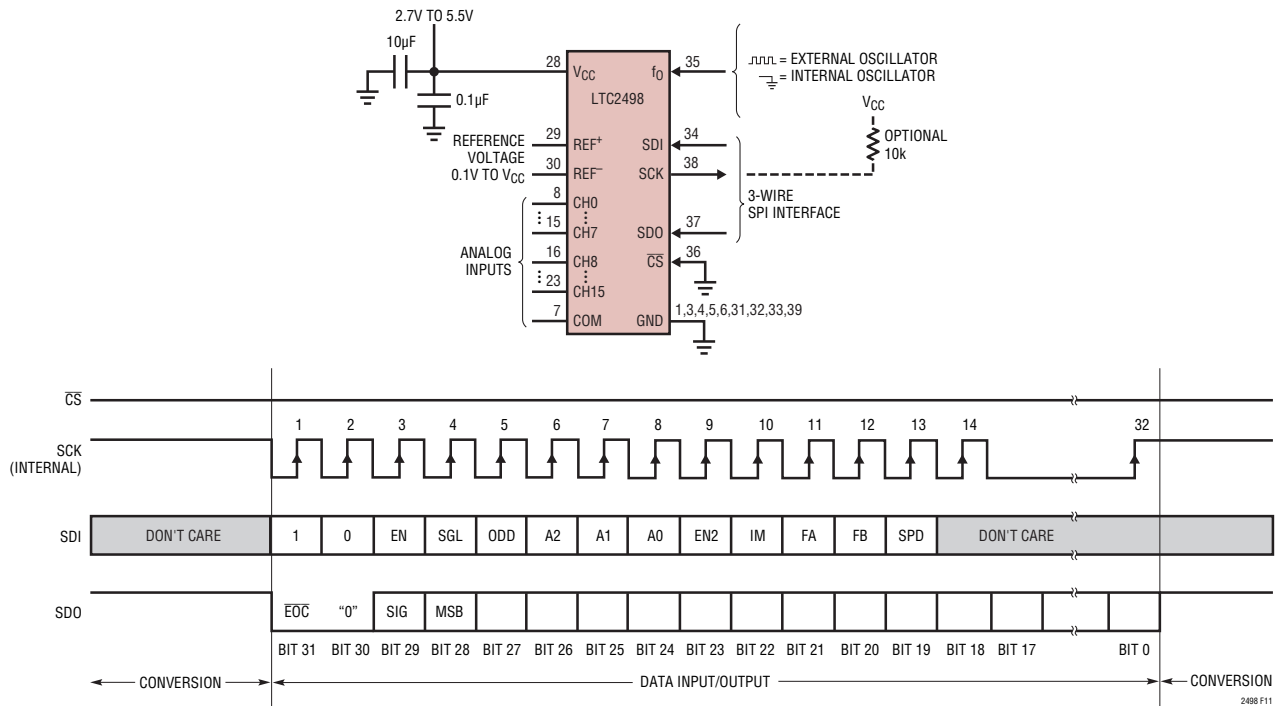 2.7V TO 5.5V
10µF
0.1µF
28
VCC
fO
35
LTC2498
= EXTERNAL OSCILLATOR
= INTERNAL OSCILLATOR
VCC
OPTIONAL
10k
REFERENCE
VOLTAGE
0.1V TO VCC
29
REF+
30
REF–
SDI
34
SCK
38
3-WIRE
SPI INTERFACE
ANALOG
INPUTS
8
CH0
15
CH7
16
CH8
23
CH15
7
COM
SDO
37
CS
36
GND
1,3,4,5,6,31,32,33,39
CS
SCK
(INTERNAL)
1 2 3 4 5 6 7 8 9 10 11 12 13 14 32
SDI
DON'T CARE 1 0 EN SGL ODD A2 A1 A0 EN2 IM FA FB SPD DON'T CARE
SDO
EOC “0” SIG MSB
BIT 31 BIT 30 BIT 29 BIT 28 BIT 27 BIT 26 BIT 25 BIT 24 BIT 23 BIT 22 BIT 21 BIT 20 BIT 19 BIT 18 BIT 17 BIT 0
CONVERSION DATA INPUT/OUTPUT CONVERSION
2498 F11